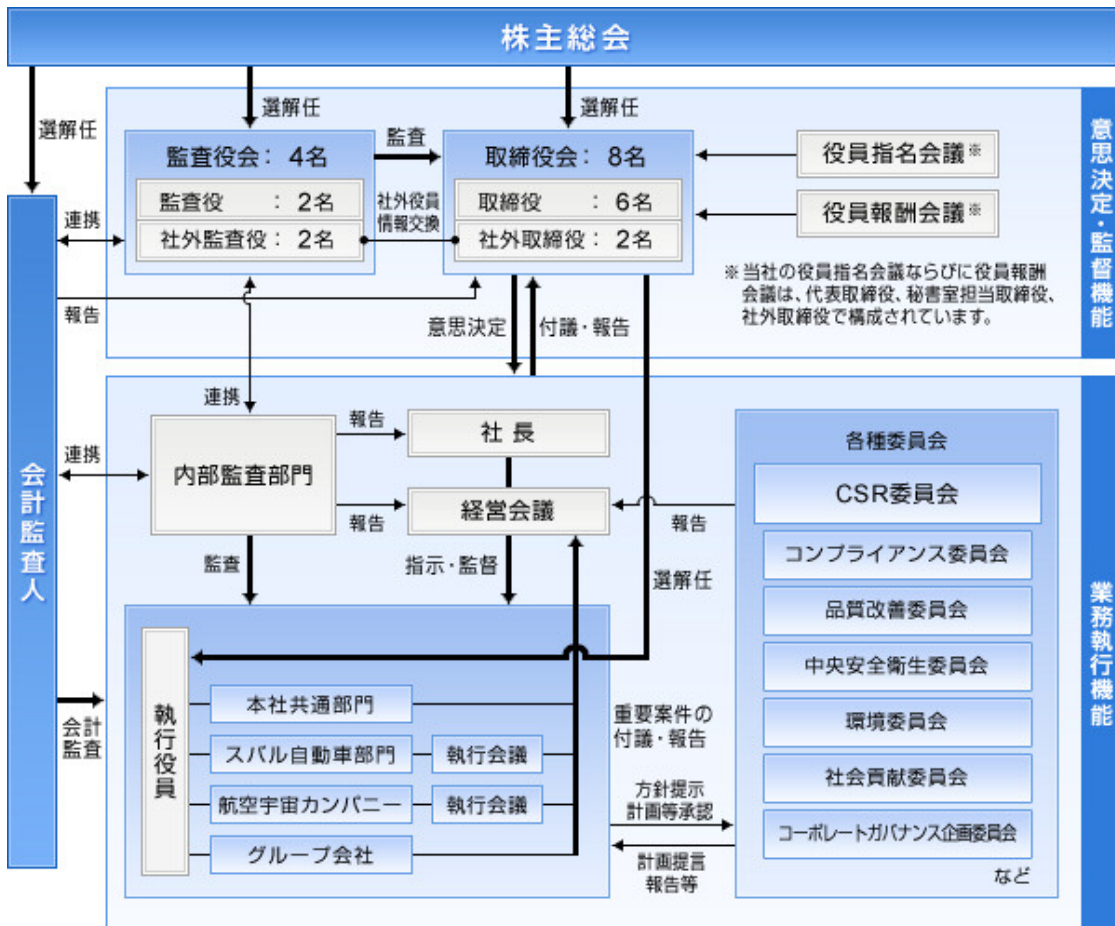 株主総会
選解任
選解任
選解任
意思決定・監督機能
監査役会： 4名
監査役 ： 2名
社外監査役： 2名
監査
社外役員
情報交換
取締役会： 8名
取締役 ： 6名
社外取締役： 2名
役員指名会議※
役員報酬会議※
※ 当社の役員指名会議ならびに役員報酬
会議は、代表取締役、秘書室担当取締役、
社外取締役で構成されています。
連携
報告
意思決定
付議・報告
会計監査人
連携
連携
内部監査部門
報告
報告
社 長
経営会議
監査
指示・監督
選解任
報告
業務執行機能
各種委員会
CSR委員会
コンプライアンス委員会
品質改善委員会
中央安全衛生委員会
環境委員会
社会貢献委員会
コーポレートガバナンス企画委員会
など
会計
監査
執行役員
本社共通部門
スバル自動車部門
執行会議
航空宇宙カンパニー
執行会議
グループ会社
重要案件の
付議・報告
方針提示
計画等承認
計画提言
報告等